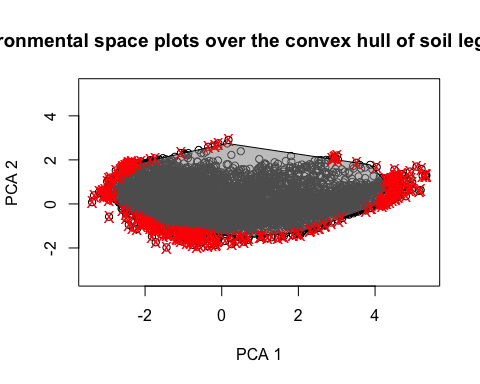 ronmental space plots over the convex hull of soil leg
PCA 2
4
2
0
-2
-2 0 2 4
PCA 1